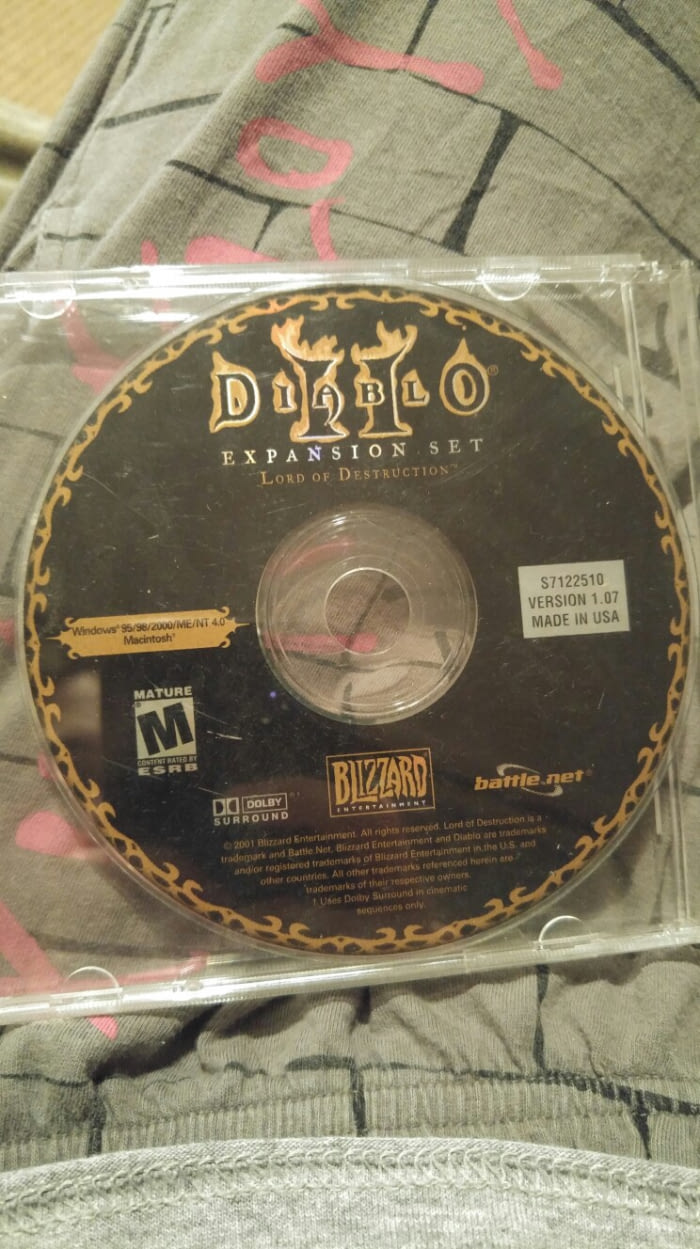 DIABLO II®
EXPANSION SET
LORD OF DESTRUCTION™
S7122510
VERSION 1.07
MADE IN USA
Windows® 95/98/2000/ME/NT 4.0
Macintosh®
MATURE
M
CONTENT RATED BY
ESRB
DOLBY
SURROUND
BLIZZARD
ENTERTAINMENT
battle.net®
© 2001 Blizzard Entertainment. All rights reserved. Lord of Destruction is a
trademark and Battle.Net, Blizzard Entertainment and Diablo are trademarks
and/or registered trademarks of Blizzard Entertainment in the U.S. and/
other countries. All other trademarks referenced herein are
trademarks of their respective owners.
1 Uses Dolby Surround in cinematic
sequences only.